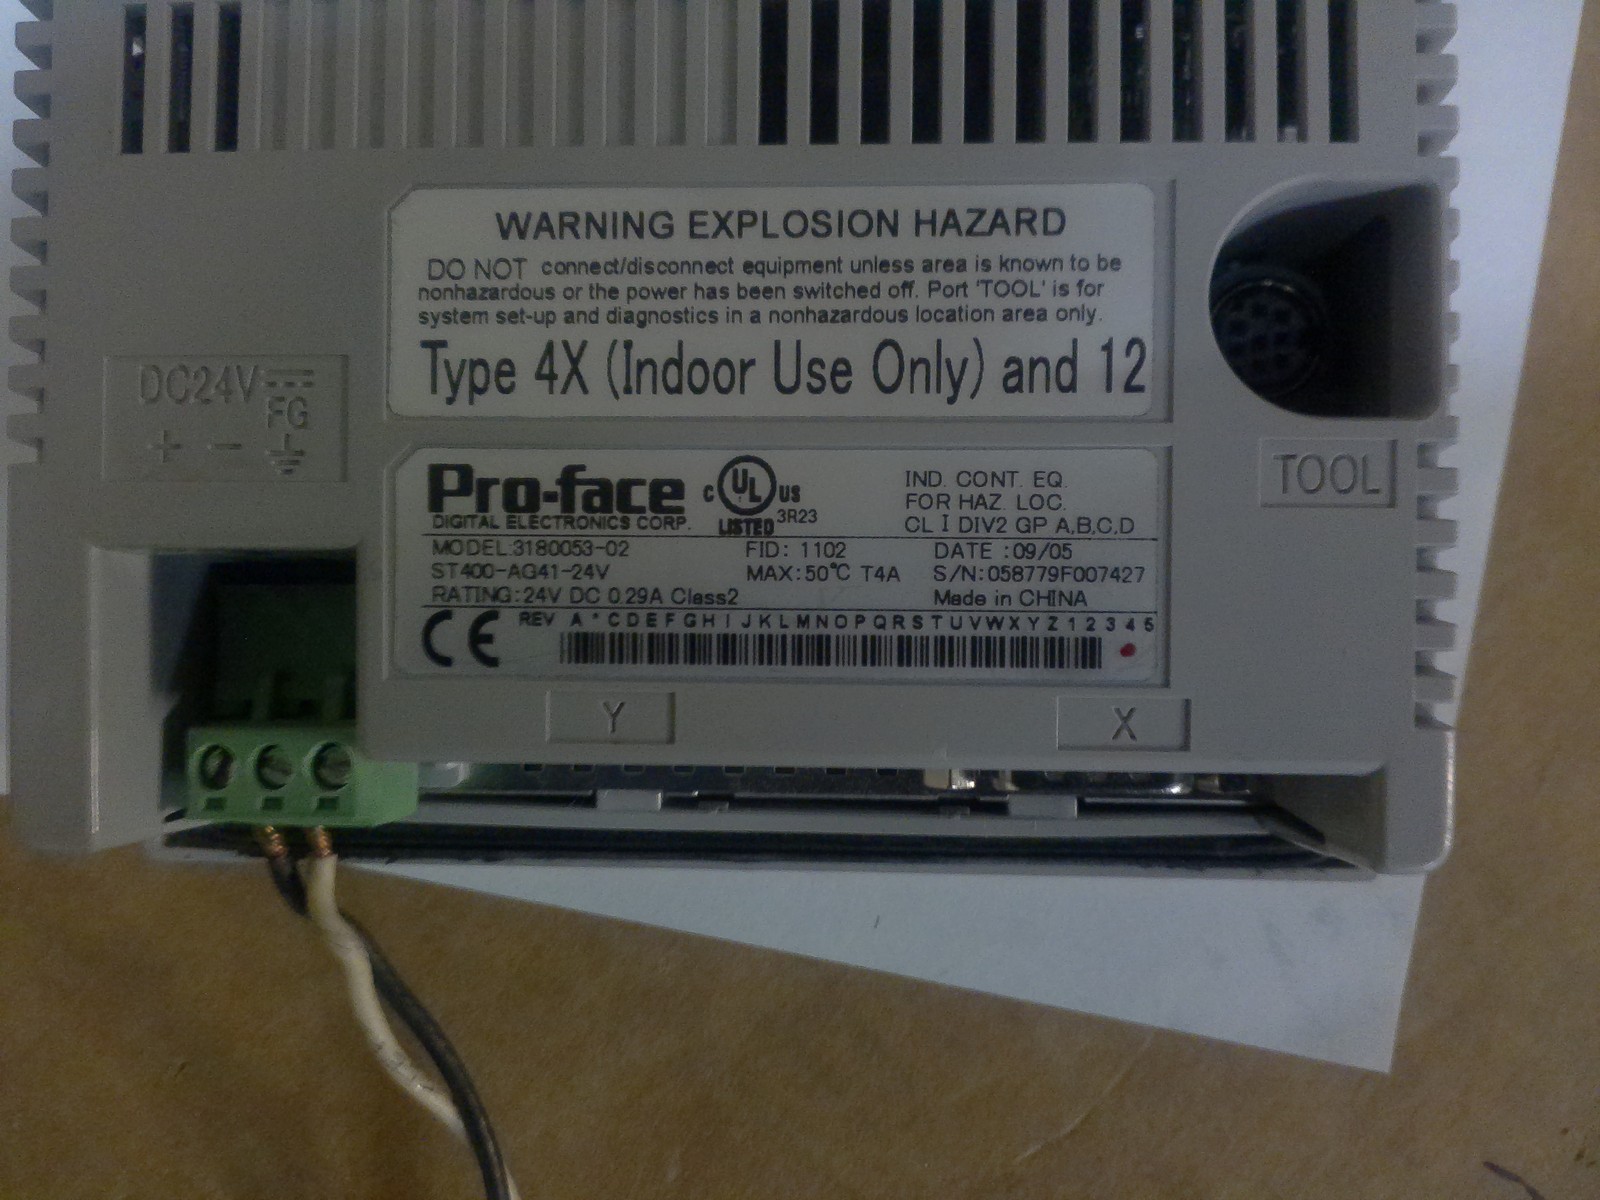 WARNING EXPLOSION HAZARD
DO NOT connect/disconnect equipment unless area is known to be
nonhazardous or the power has been switched off. Port 'TOOL' is for
system set-up and diagnostics in a nonhazardous location area only.
Type 4X (Indoor Use Only) and 12
DC24V
FG
+ -
TOOL
Pro-face
DIGITAL ELECTRONICS CORP.
C UL US
LISTED 3R23
IND. CONT. EQ.
FOR HAZ. LOC.
CL I DIV2 GP A,B,C,D
MODEL:3180053-02 FID: 1102 DATE :09/05
ST400-AG41-24V MAX:50°C T4A S/N:058779F007427
RATING:24V DC 0.29A Class2 Made in CHINA
CE REV A * C D E F G H I J K L M N O P Q R S T U V W X Y Z 1 2 3 4 5
Y X